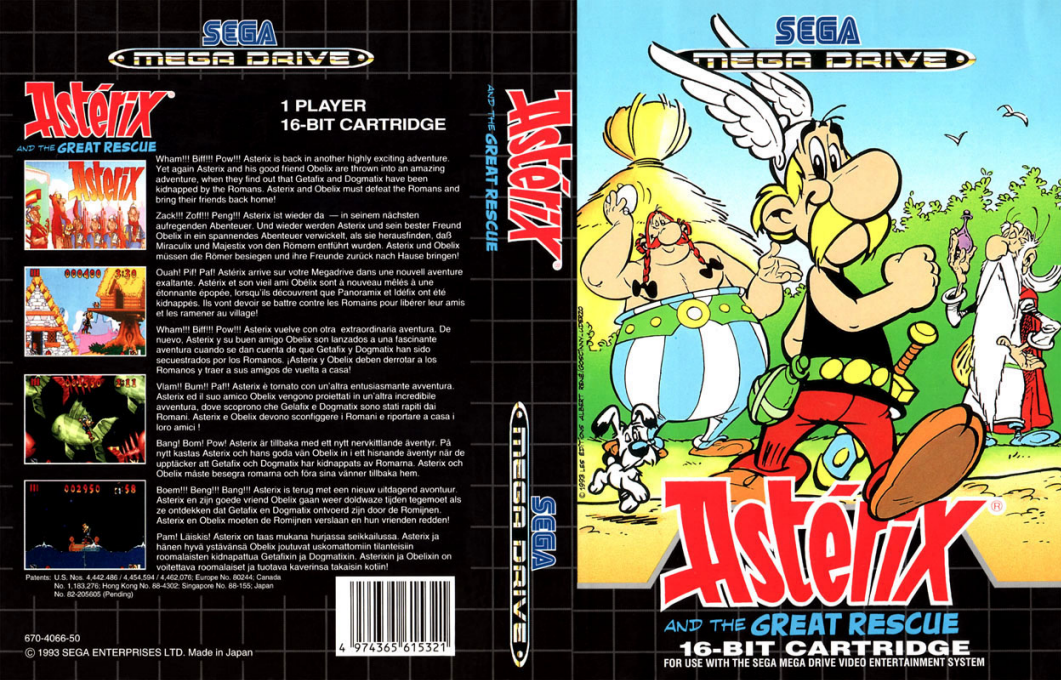 SEGA
MEGA DRIVE
Astérix®
AND THE GREAT RESCUE
1 PLAYER
16-BIT CARTRIDGE
Wham!!! Biff!!! Pow!!! Asterix is back in another highly exciting adventure.
Yet again Asterix and his good friend Obelix are thrown into an amazing
adventure, when they find out that Getafix and Dogmatix have been
kidnapped by the Romans. Asterix and Obelix must defeat the Romans and
bring their friends back home!
Zack!!! Zoff!!! Peng!!! Asterix ist wieder da — in seinem nächsten
aufregenden Abenteuer. Und wieder werden Asterix und sein bester Freund
Obelix in ein spannendes Abenteuer verwickelt, als sie herausfinden, daß
Miraculix und Majestix von den Römern entführt wurden. Asterix und Obelix
müssen die Römer besiegen und ihre Freunde zurück nach Hause bringen!
Ouah! Pif! Paf! Astérix arrive sur votre Megadrive dans une nouvell aventure
exaltante. Astérix et son vieil ami Obélix sont à nouveau mêlés à une
étonnante épopée, lorsqu'ils découvrent que Panoramix et Idéfix ont été
kidnappés. Ils vont devoir se battre contre les Romains pour libérer leur amis
et les ramener au village!
Wham!!! Biff!!! Pow!!! Asterix vuelve con otra extraordinaria aventura. De
nuevo, Asterix y su buen amigo Obelix son lanzados a una fascinante
aventura cuando se dan cuenta de que Getafix y Dogmatix han sido
secuestrados por los Romanos. ¡Asterix y Obelix deben derrotar a los
Romanos y traer a sus amigos de vuelta a casa!
Vlam!! Bum!! Pa!!! Asterix è tornato con un'altra entusiasmante avventura.
Asterix ed il suo amico Obelix vengono proiettati in un'altra incredibile
avventura, dove scoprono che Gelafix e Dogmatix sono stati rapiti dai
Romani. Asterix e Obelix devono sconfiggere i Romani e riportare a casa i
loro amici !
Bang! Bom! Pow! Asterix är tillbaka med ett nytt nervkittlande äventyr. På
nytt kastas Asterix och hans goda vän Obelix in i ett hisnande äventyr när de
upptäcker att Getafix och Dogmatix har kidnappats av Romarna. Asterix och
Obelix måste besegra romarna och föra sina vänner tillbaka hem.
Boem!!! Beng!!! Bang!!! Asterix is terug met een nieuw uitdagend avontuur.
Asterix en zijn goede vriend Obelix gaan weer doldwaze tijden tegemoet als
ze ontdekken dat Getafix en Dogmatix ontvoerd zijn door de Romijnen.
Asterix en Obelix moeten de Romijnen verslaan en hun vrienden redden!
Pam! Läiskis! Asterix on taas mukana hurjassa seikkailussa. Asterix ja
hänen hyvä ystävänsä Obelix joutuvat uskomattomiin tilanteisiin
roomalaisten kidnapattua Getafixin ja Dogmatixin. Asterixin ja Obelixin on
voitettava roomalaiset ja tuotava kaverinsa takaisin kotiin!
Asterix
000400 3:30
002950 1:58
Patents: U.S. Nos. 4,442,486 / 4,454,594 / 4,462,076; Europe No. 80244; Canada
No. 1,183,276; Hong Kong No. 88-4302; Singapore No. 88-155; Japan
No. 82-205605 (Pending)
670-4066-50
© 1993 SEGA ENTERPRISES LTD. Made in Japan
4 974365 615321
Astérix®
AND THE GREAT RESCUE
SEGA
MEGA DRIVE
SEGA
MEGA DRIVE
© 1993 LES EDITIONS ALBERT RENÉ/GOSCINNY-UDERZO
Astérix®
AND THE GREAT RESCUE
16-BIT CARTRIDGE
FOR USE WITH THE SEGA MEGA DRIVE VIDEO ENTERTAINMENT SYSTEM